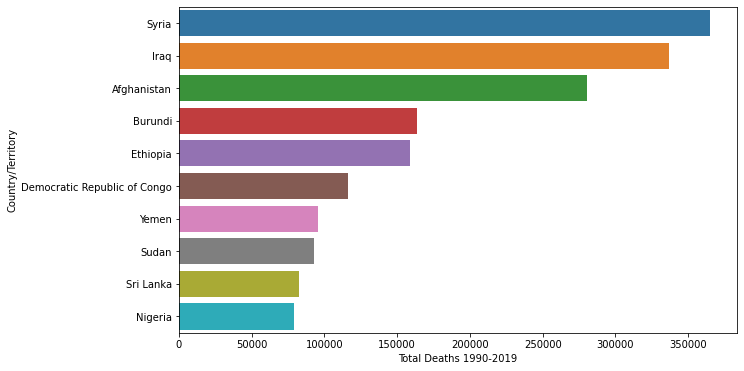 Country/Territory
Syria
Iraq
Afghanistan
Burundi
Ethiopia
Democratic Republic of Congo
Yemen
Sudan
Sri Lanka
Nigeria
0 50000 100000 150000 200000 250000 300000 350000
Total Deaths 1990-2019